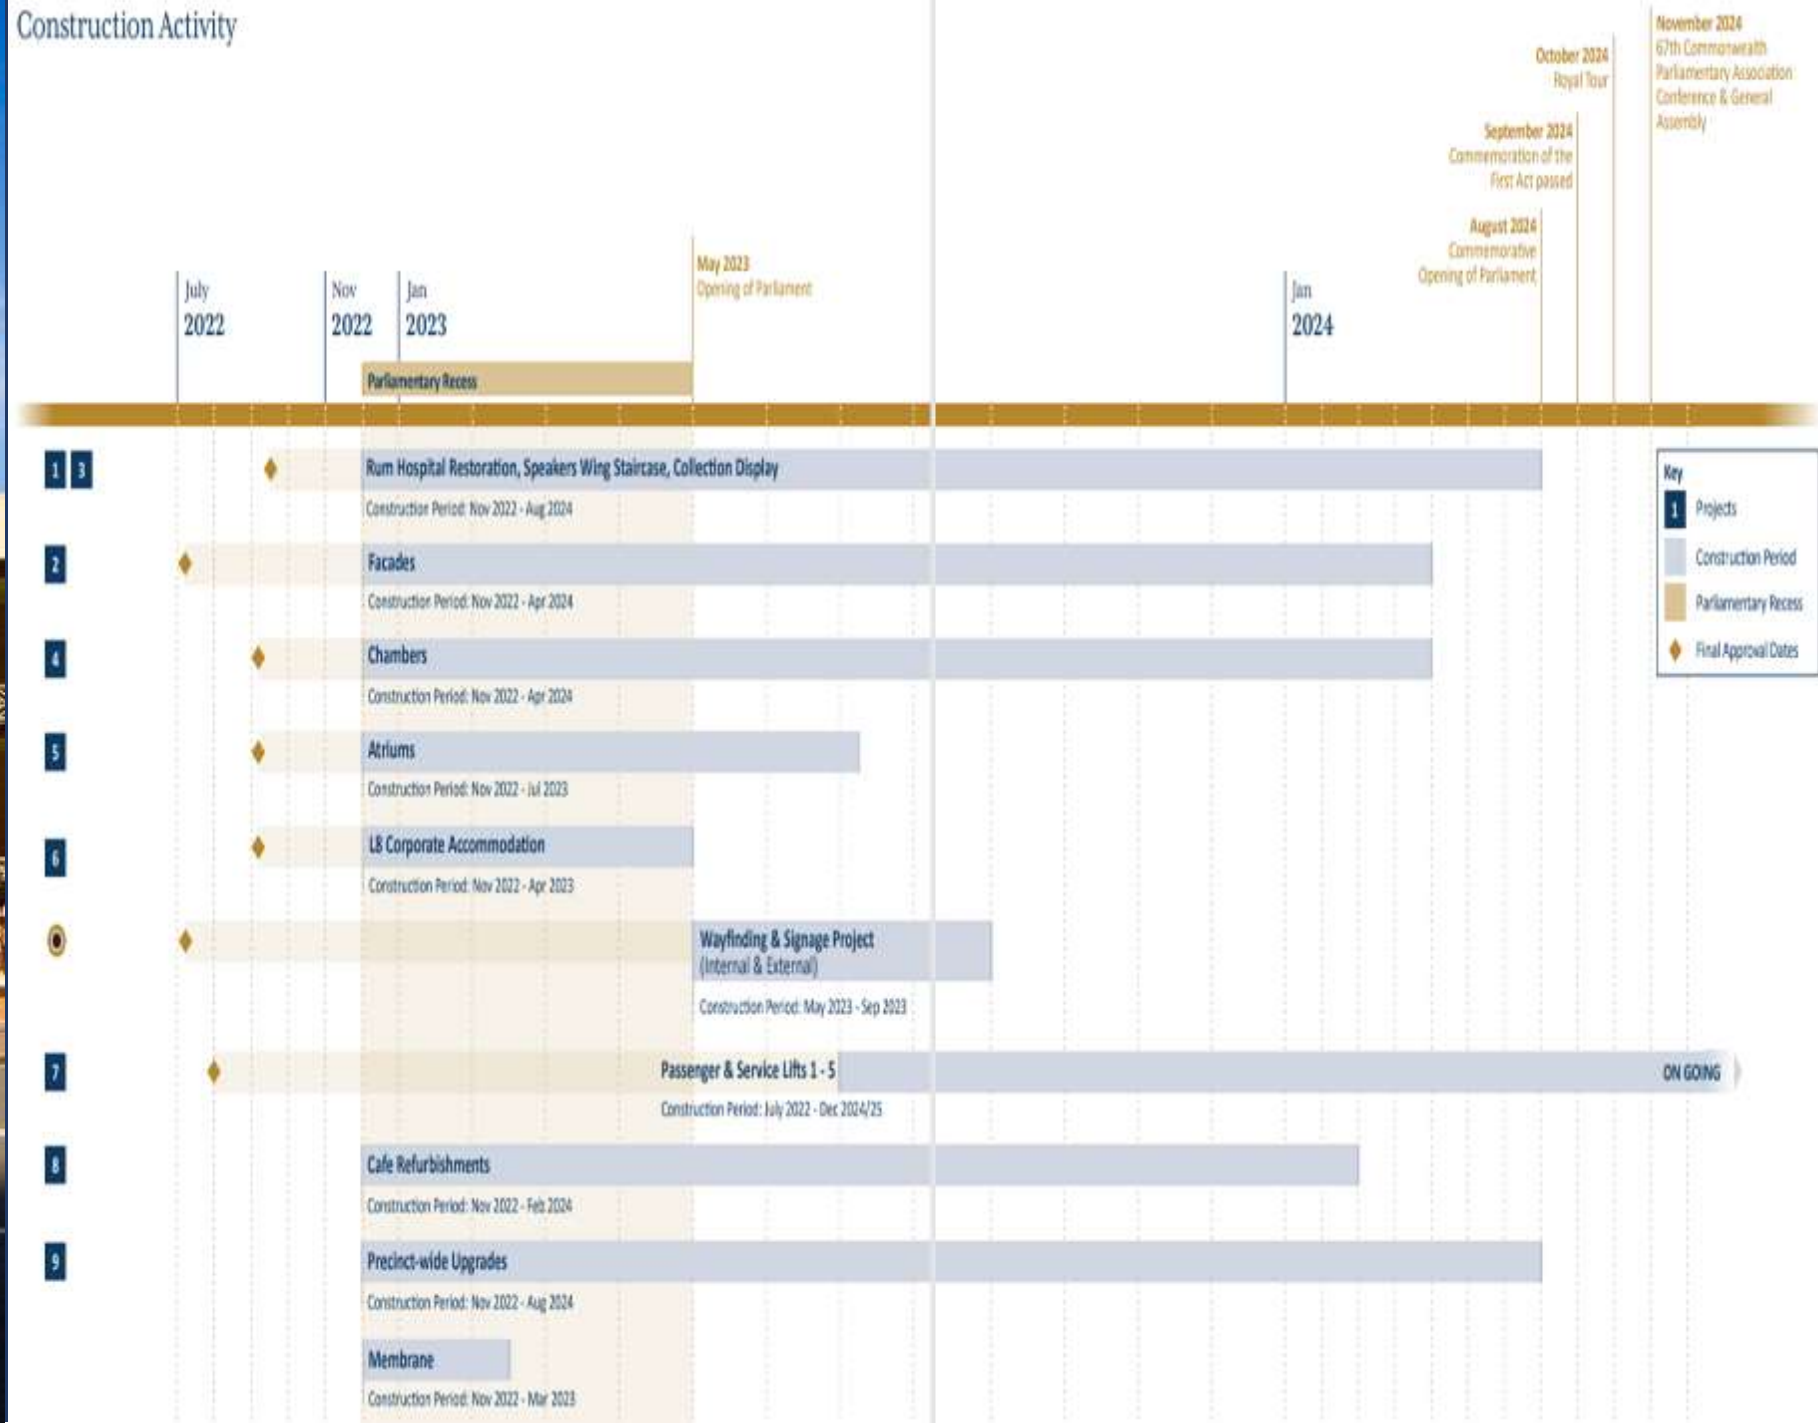 Construction Activity
November 2024
67th Commonwealth
Parliamentary Association
Conference & General
Assembly
October 2024
Royal Tour
September 2024
Commemoration of the
First Act passed
August 2024
Commemorative
Opening of Parliament
May 2023
Opening of Parliament
July
2022
Nov
2022
Jan
2023
Jan
2024
Parliamentary Recess
1 3
Rum Hospital Restoration, Speakers Wing Staircase, Collection Display
Construction Period: Nov 2022 - Aug 2024
2
Facades
Construction Period: Nov 2022 - Apr 2024
4
Chambers
Construction Period: Nov 2022 - Apr 2024
5
Atriums
Construction Period: Nov 2022 - Jul 2023
6
L8 Corporate Accommodation
Construction Period: Nov 2022 - Apr 2023
Wayfinding & Signage Project
(Internal & External)
Construction Period: May 2023 - Sep 2023
7
Passenger & Service Lifts 1 - 5
ON GOING
Construction Period: July 2022 - Dec 2024/25
8
Cafe Refurbishments
Construction Period: Nov 2022 - Feb 2024
9
Precinct-wide Upgrades
Construction Period: Nov 2022 - Aug 2024
Membrane
Construction Period: Nov 2022 - Mar 2023
Key
1 Projects
Construction Period
Parliamentary Recess
Final Approval Dates